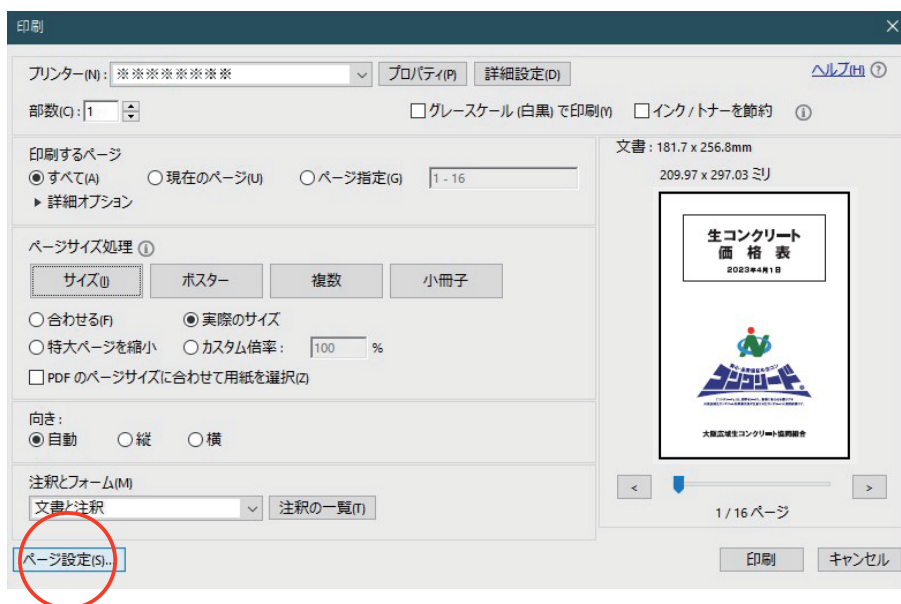 印刷
プリンター(N): ※※※※※※※※ プロパティ(P) 詳細設定(D) ヘルプ(H)
部数(C): 1 グレースケール (白黒) で印刷(Y) インク / トナーを節約
印刷するページ
すべて(A) 現在のページ(U) ページ指定(G) 1 - 16
詳細オプション
ページサイズ処理
サイズ(I) ポスター 複数 小冊子
合わせる(F) 実際のサイズ
特大ページを縮小 カスタム倍率: 100 %
PDF のページサイズに合わせて用紙を選択(Z)
向き:
自動 縦 横
注釈とフォーム(M)
文書と注釈 注釈の一覧(T)
ページ設定(S)...
文書: 181.7 x 256.8mm
209.97 x 297.03 ミリ
生コンクリート
価 格 表
2023年4月1日
コンクリード
大阪広域生コンクリート協同組合
< >
1 / 16 ページ
印刷 キャンセル